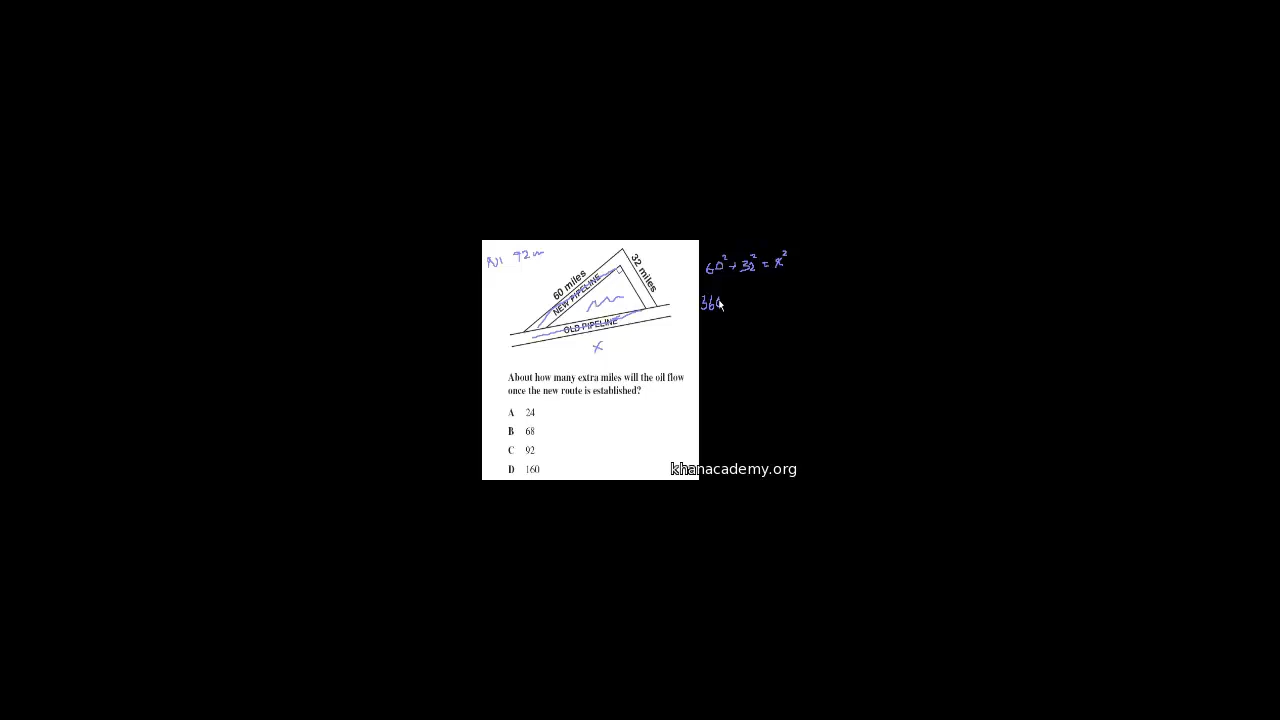 92m
60 miles
32 miles
NEW PIPELINE
OLD PIPELINE
x
60² + 32² = x²
360
About how many extra miles will the oil flow
once the new route is established?
A 24
B 68
C 92
D 160
khanacademy.org